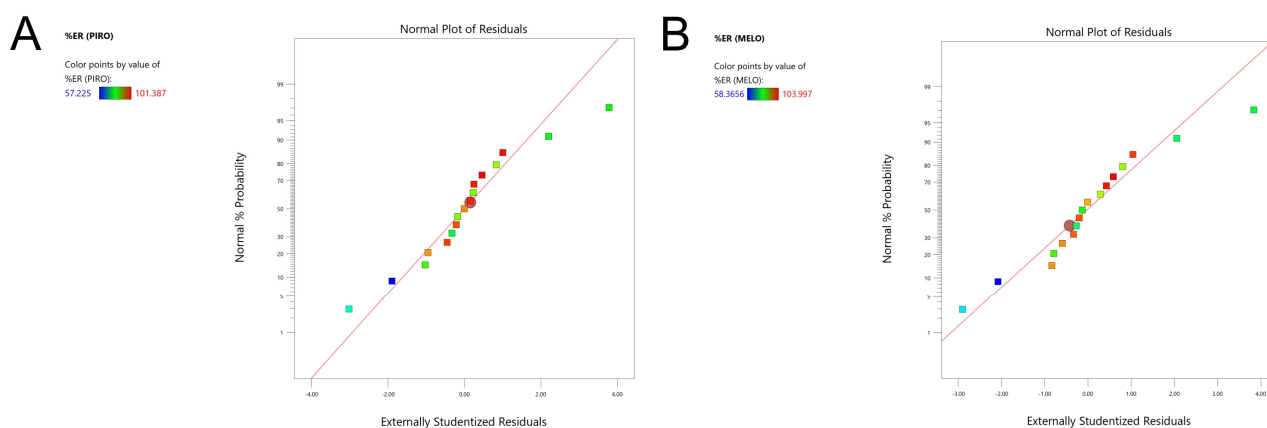 A
%ER (PIRO)
Color points by value of
%ER (PIRO):
57.225 101.387
Normal Plot of Residuals
Normal % Probability
99
95
90
80
70
50
30
20
10
5
1
-4.00 -2.00 0.00 2.00 4.00
Externally Studentized Residuals
B
%ER (MELO)
Color points by value of
%ER (MELO):
58.3656 103.997
Normal Plot of Residuals
Normal % Probability
99
95
90
80
70
50
30
20
10
5
1
-3.00 -2.00 -1.00 0.00 1.00 2.00 3.00 4.00
Externally Studentized Residuals